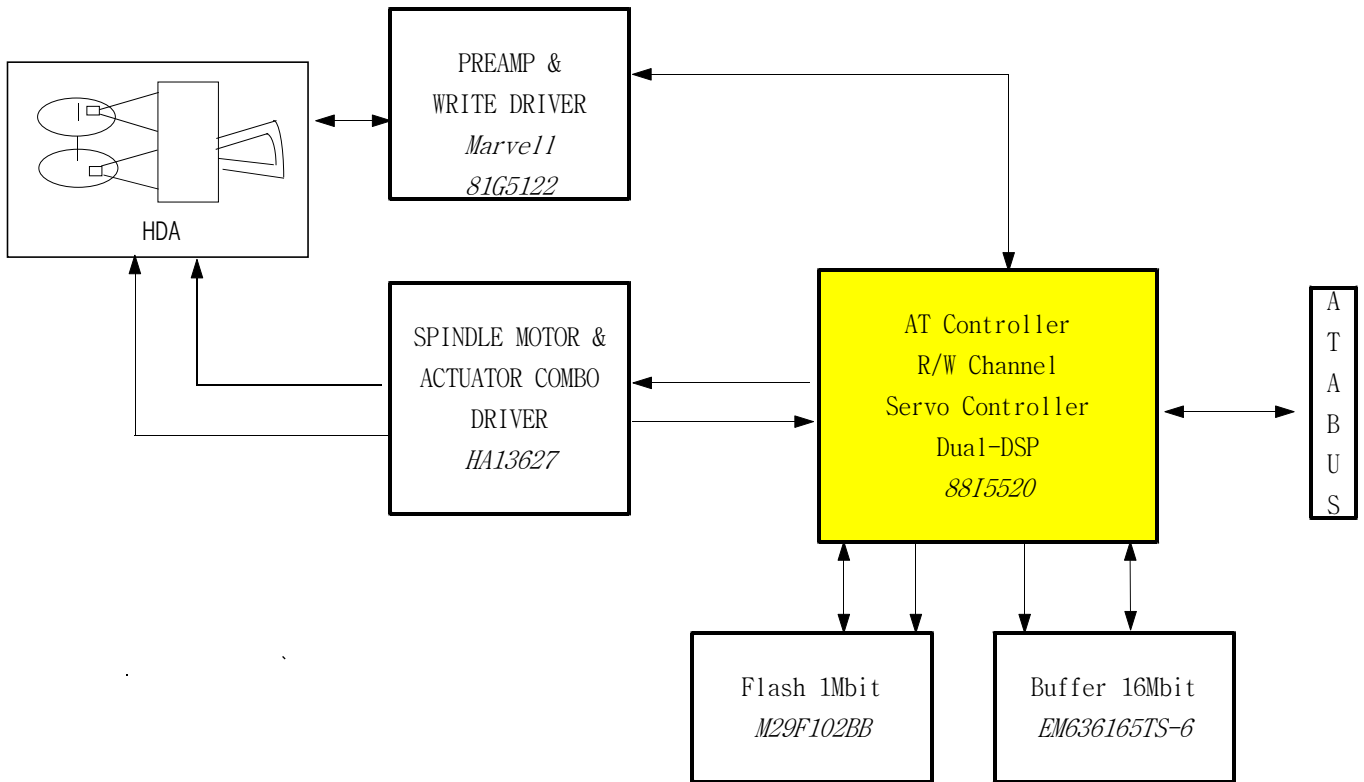 PREAMP &
WRITE DRIVER
Marvell
81G5122
HDA
SPINDLE MOTOR &
ACTUATOR COMBO
DRIVER
HA13627
AT Controller
R/W Channel
Servo Controller
Dual-DSP
88I5520
A
T
A
B
U
S
Flash 1Mbit
M29F102BB
Buffer 16Mbit
EM636165TS-6